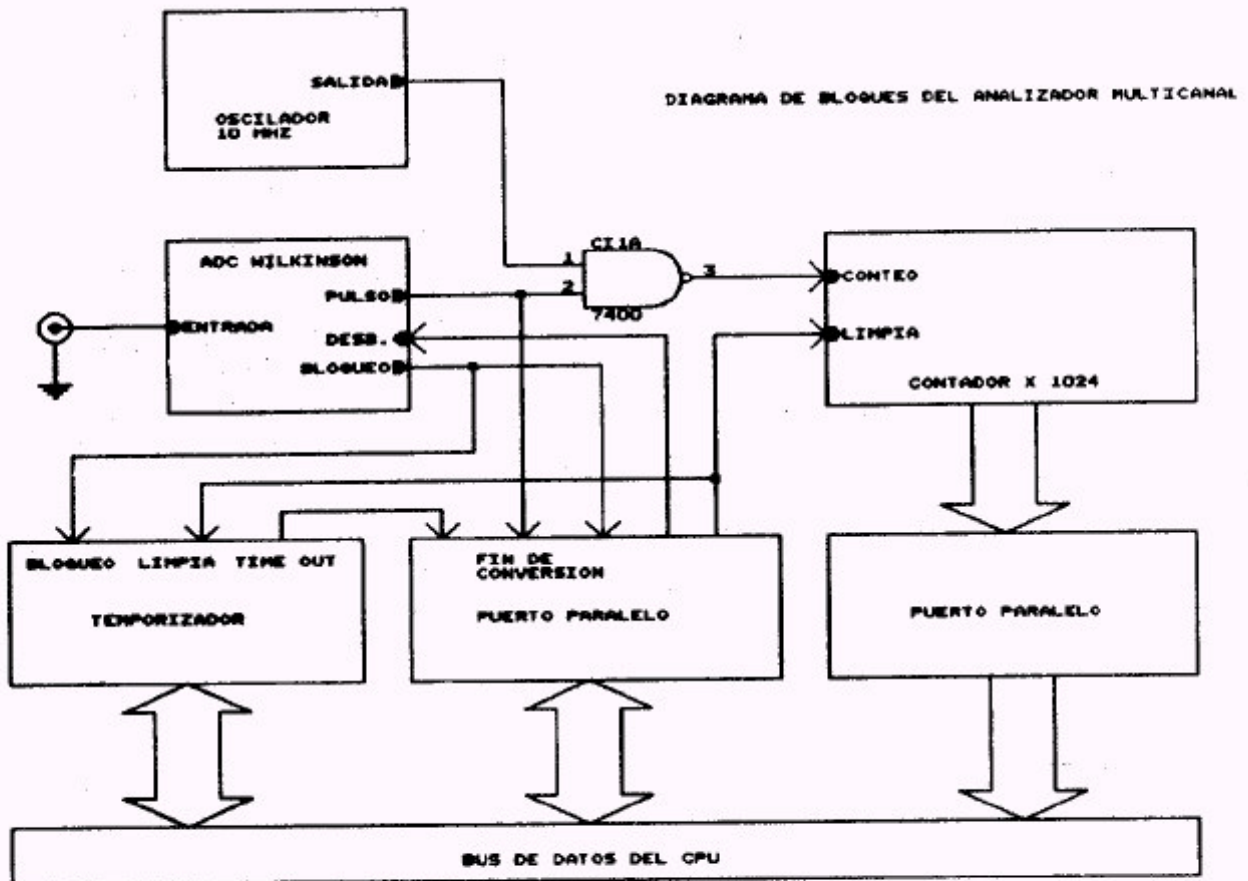 SALIDA
OSCILADOR
10 MHZ
DIAGRAMA DE BLOQUES DEL ANALIZADOR MULTICANAL
ADC WILKINSON
PULSO
ENTRADA
DESB.
BLOQUEO
CI1A
1
2
3
7400
CONTEO
LIMPIA
CONTADOR X 1024
BLOQUEO LIMPIA TIME OUT
TEMPORIZADOR
FIN DE
CONVERSION
PUERTO PARALELO
PUERTO PARALELO
BUS DE DATOS DEL CPU